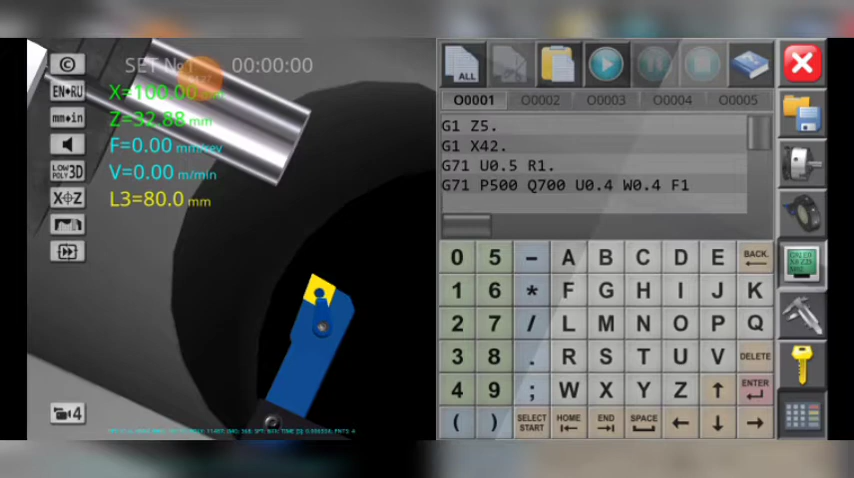 SET №1 00:00:00
X=100.00
Z=32.88 mm
F=0.00 mm/rev
V=0.00 m/min
L3=80.0 mm
©
EN♦RU
mm♦in
LOW POLY 3D
X⌖Z
4
ALL
O0001 O0002 O0003 O0004 O0005
G1 Z5.
G1 X42.
G71 U0.5 R1.
G71 P500 Q700 U0.4 W0.4 F1
0 5 - A B C D E BACK.
1 6 * F G H I J K
2 7 / L M N O P Q
3 8 . R S T U V DELETE
4 9 ; W X Y Z ↑ ENTER
( ) SELECT START HOME END SPACE ← ↓ →